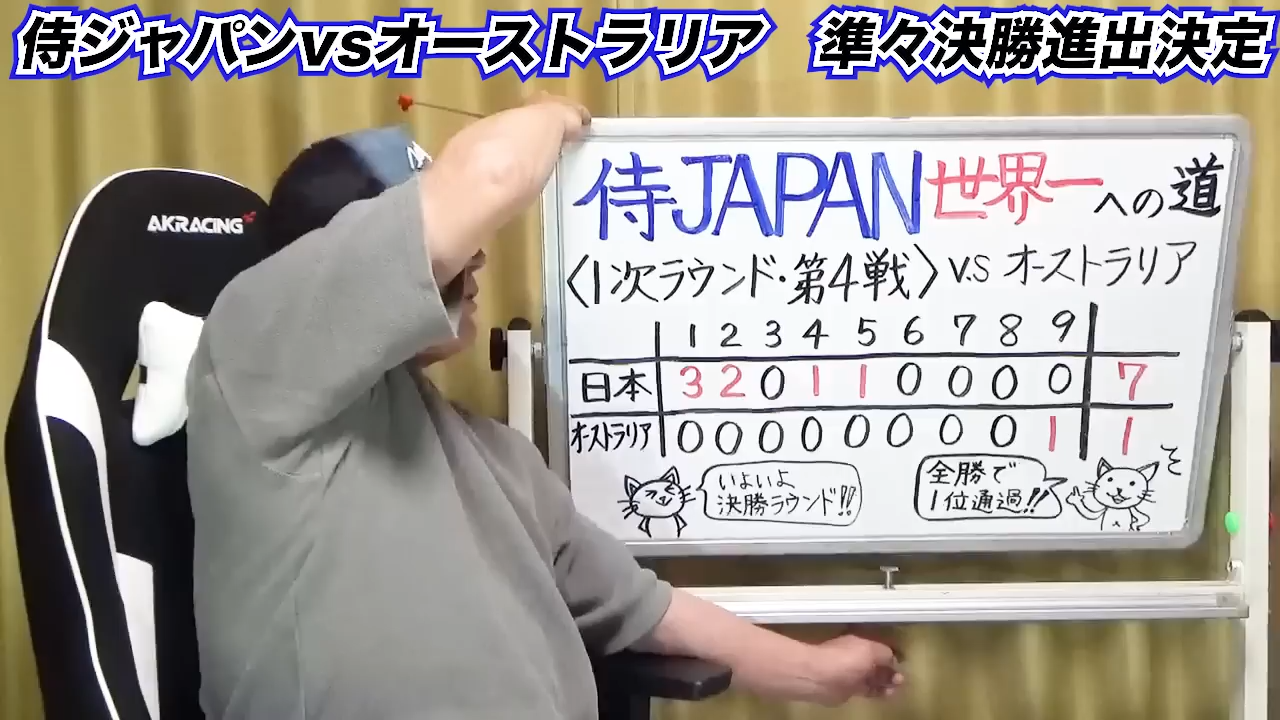 侍ジャパンvsオーストラリア 準々決勝進出決定
AKRACING
侍JAPAN世界一への道
〈1次ラウンド・第4戦〉V.S オーストラリア
1 2 3 4 5 6 7 8 9
日本 3 2 0 1 1 0 0 0 0 7
オーストラリア 0 0 0 0 0 0 0 0 1 1
いよいよ
決勝ラウンド!!
全勝で
1位通過!!